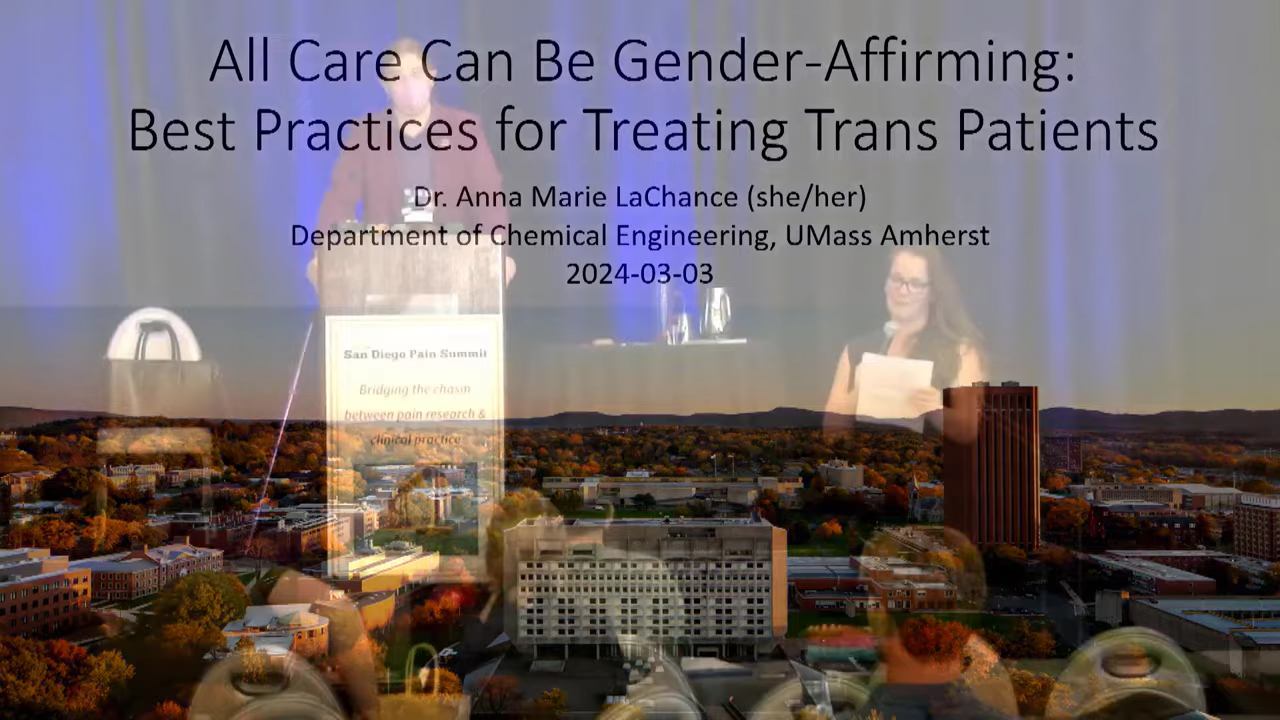 All Care Can Be Gender-Affirming:
Best Practices for Treating Trans Patients
Dr. Anna Marie LaChance (she/her)
Department of Chemical Engineering, UMass Amherst
2024-03-03
San Diego Pain Summit
Bridging the chasm
between pain research &
clinical practice